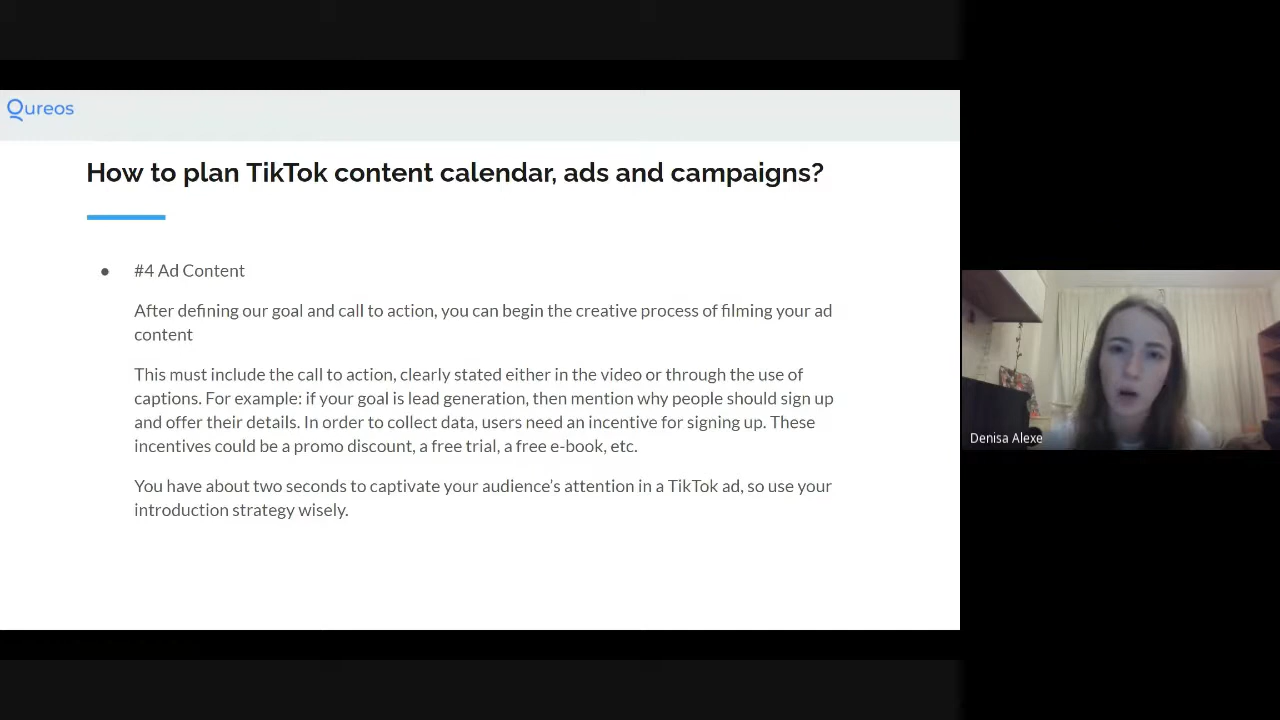 Qureos
How to plan TikTok content calendar, ads and campaigns?
● #4 Ad Content
After defining our goal and call to action, you can begin the creative process of filming your ad
content
This must include the call to action, clearly stated either in the video or through the use of
captions. For example: if your goal is lead generation, then mention why people should sign up
and offer their details. In order to collect data, users need an incentive for signing up. These
incentives could be a promo discount, a free trial, a free e-book, etc.
You have about two seconds to captivate your audience’s attention in a TikTok ad, so use your
introduction strategy wisely.
Denisa Alexe